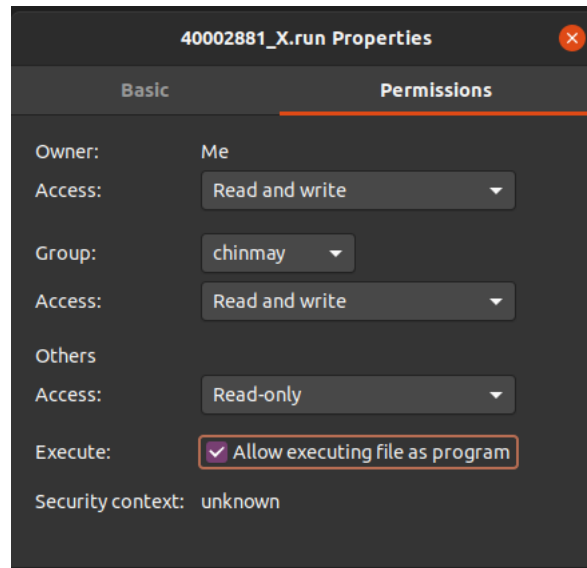 40002881_X.run Properties
Basic Permissions
Owner: Me
Access: Read and write
Group: chinmay
Access: Read and write
Others
Access: Read-only
Execute: Allow executing file as program
Security context: unknown